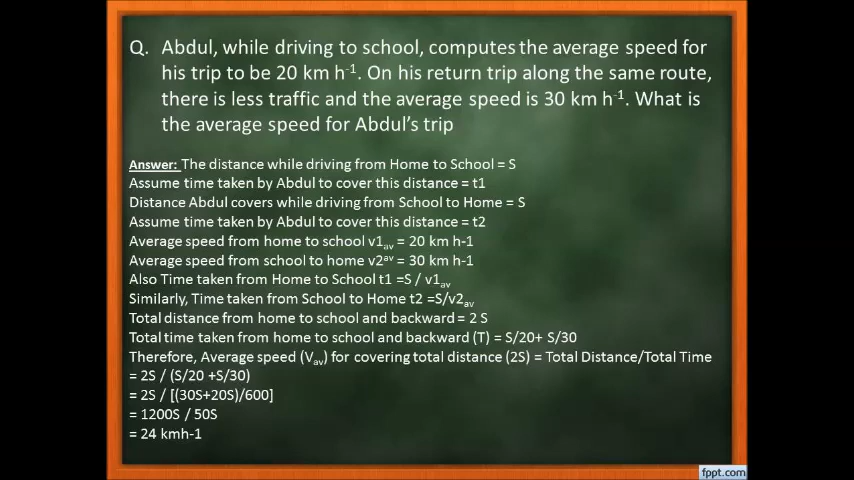 Q. Abdul, while driving to school, computes the average speed for
his trip to be 20 km h⁻¹. On his return trip along the same route,
there is less traffic and the average speed is 30 km h⁻¹. What is
the average speed for Abdul's trip
Answer: The distance while driving from Home to School = S
Assume time taken by Abdul to cover this distance = t1
Distance Abdul covers while driving from School to Home = S
Assume time taken by Abdul to cover this distance = t2
Average speed from home to school v1av = 20 km h-1
Average speed from school to home v2ᵃᵛ = 30 km h-1
Also Time taken from Home to School t1 =S / v1av
Similarly, Time taken from School to Home t2 =S/v2av
Total distance from home to school and backward = 2 S
Total time taken from home to school and backward (T) = S/20+ S/30
Therefore, Average speed (Vav) for covering total distance (2S) = Total Distance/Total Time
= 2S / (S/20 +S/30)
= 2S / [(30S+20S)/600]
= 1200S / 50S
= 24 kmh-1
fppt.com